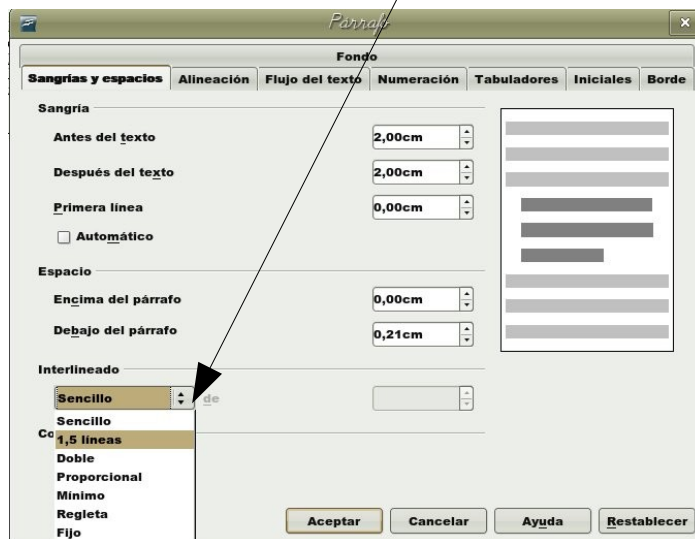 Párrafo
Fondo
Sangrías y espacios Alineación Flujo del texto Numeración Tabuladores Iniciales Borde
Sangría
Antes del texto 2,00cm
Después del texto 2,00cm
Primera línea 0,00cm
Automático
Espacio
Encima del párrafo 0,00cm
Debajo del párrafo 0,21cm
Interlineado
Sencillo de
Sencillo
Co
1,5 líneas
Doble
Proporcional
Mínimo
Regleta
Fijo
Aceptar Cancelar Ayuda Restablecer